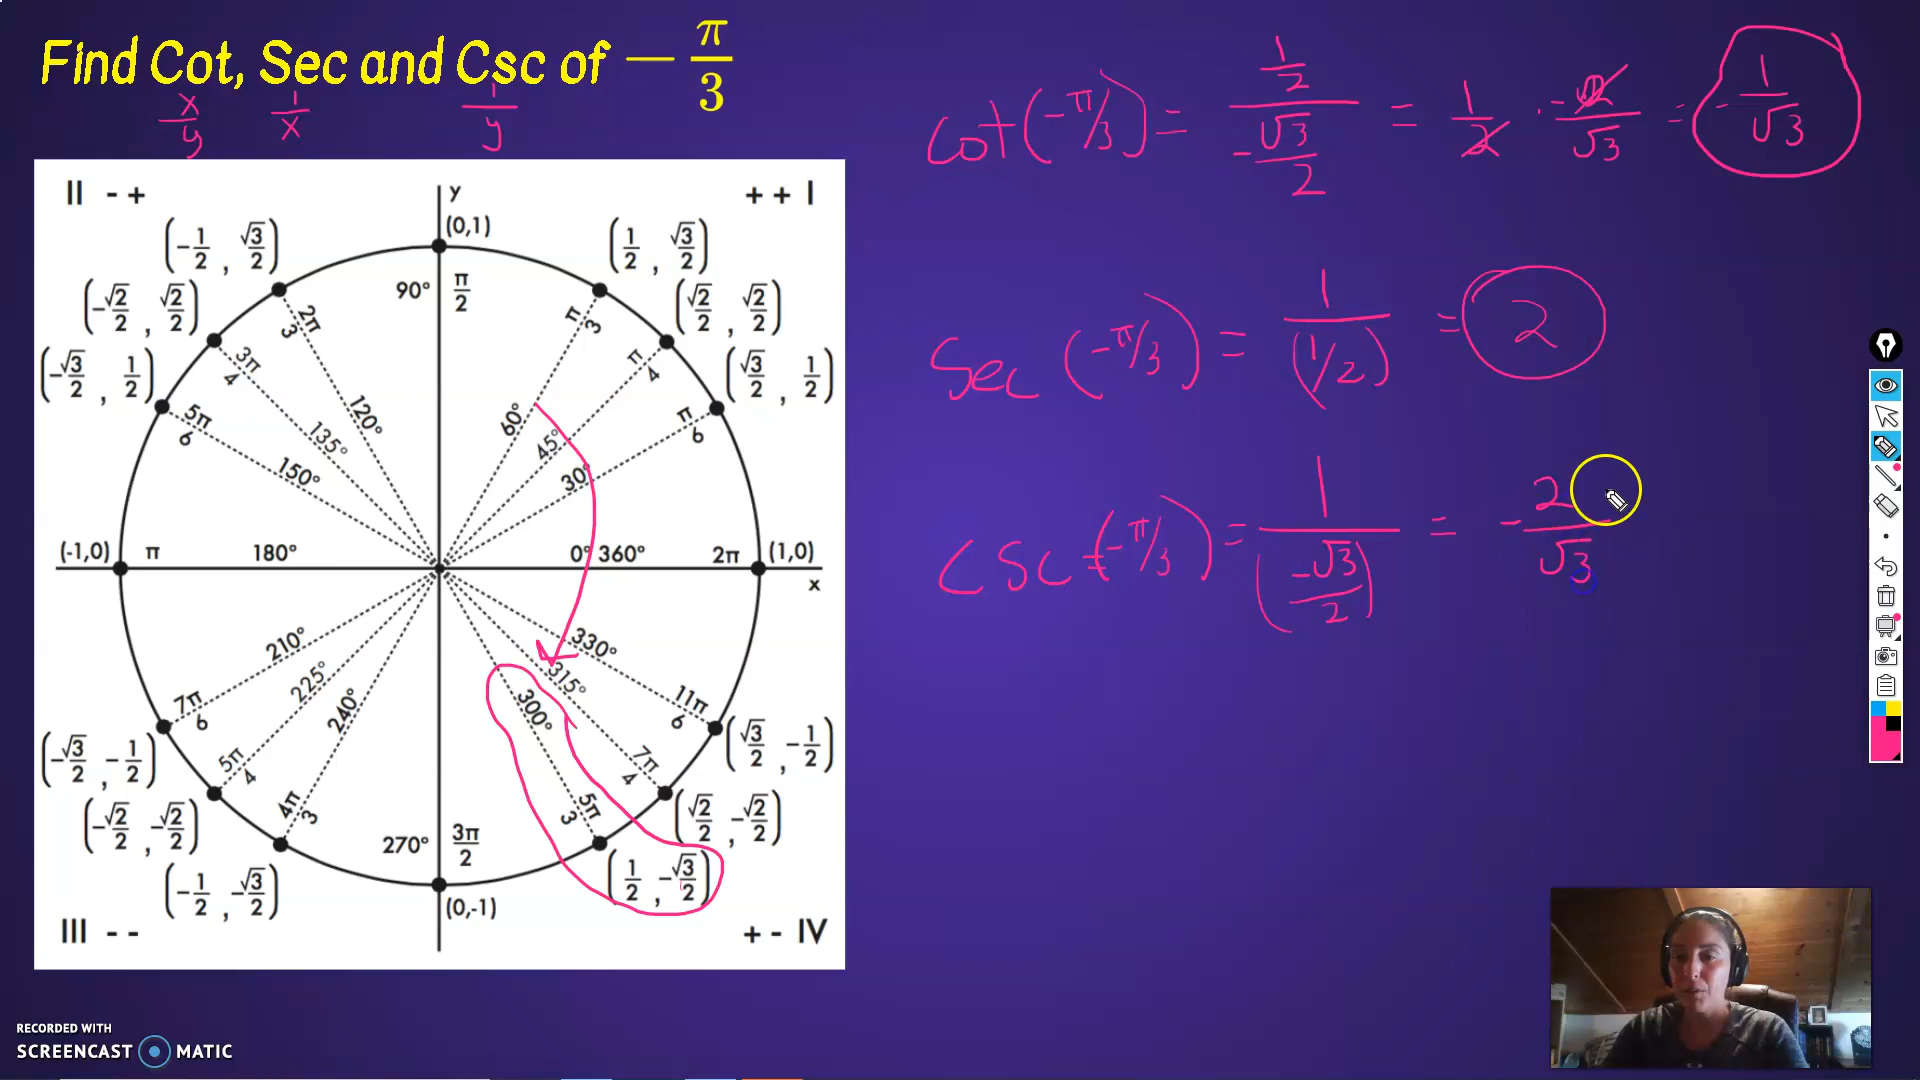 Find Cot, Sec and Csc of − π/3
x/y 1/x 1/y
II - +
y
+ + I
(0,1)
(-1/2, √3/2)
(1/2, √3/2)
(-√2/2, √2/2)
90° π/2
(√2/2, √2/2)
2π/3
π/3
(-√3/2, 1/2)
3π/4
π/4
(√3/2, 1/2)
5π/6
120°
60°
π/6
135°
45°
150°
30°
(-1,0) π 180° 0° 360° 2π (1,0)
x
210°
330°
225°
315°
7π/6
240°
300°
11π/6
(-√3/2, -1/2)
5π/4
7π/4
(√3/2, -1/2)
4π/3
5π/3
(-√2/2, -√2/2)
270° 3π/2
(√2/2, -√2/2)
(-1/2, -√3/2)
(1/2, -√3/2)
(0,-1)
III - -
+ - IV
cot(-π/3) = (1/2)/(-√3/2) = 1/2 · -2/√3 = -1/√3
Sec(-π/3) = 1/(1/2) = 2
CSC(-π/3) = 1/(-√3/2) = -2/√3
RECORDED WITH
SCREENCAST MATIC